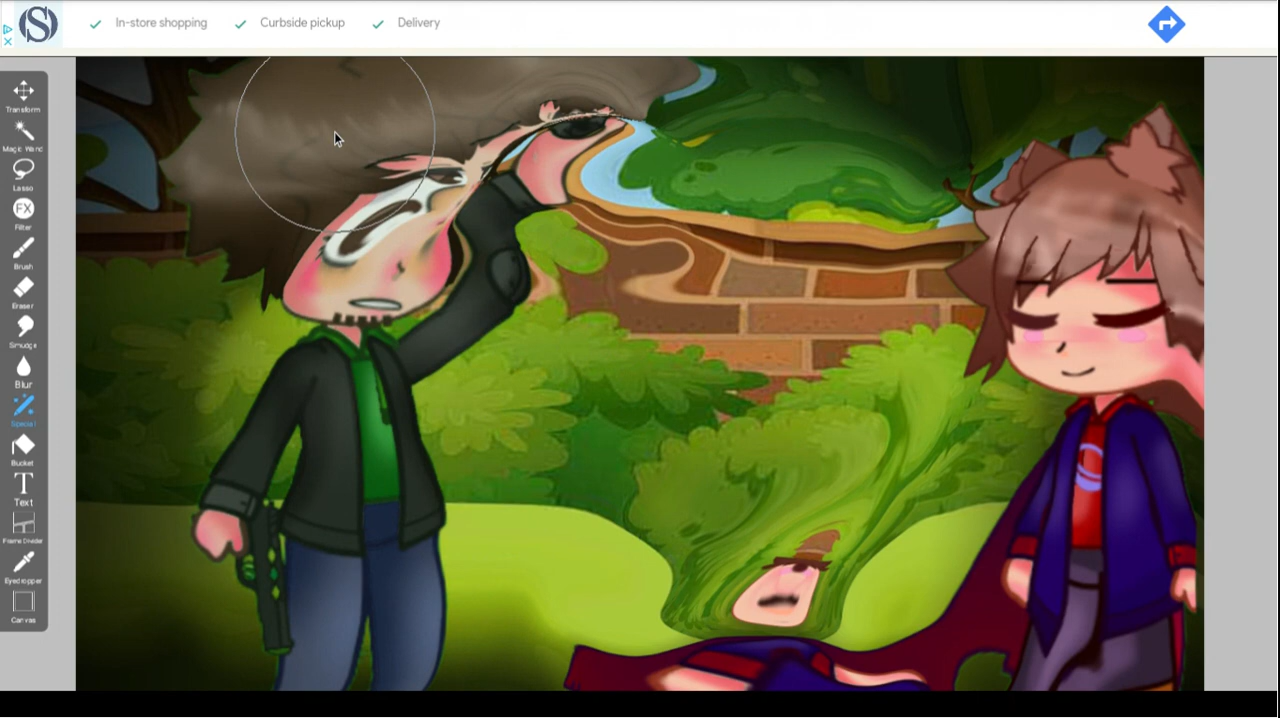 In-store shopping
Curbside pickup
Delivery
Transform
Magic Wand
Lasso
FX
Filter
Brush
Eraser
Smudge
Blur
Special
Bucket
T
Text
Frame Divider
Eyedropper
Canvas